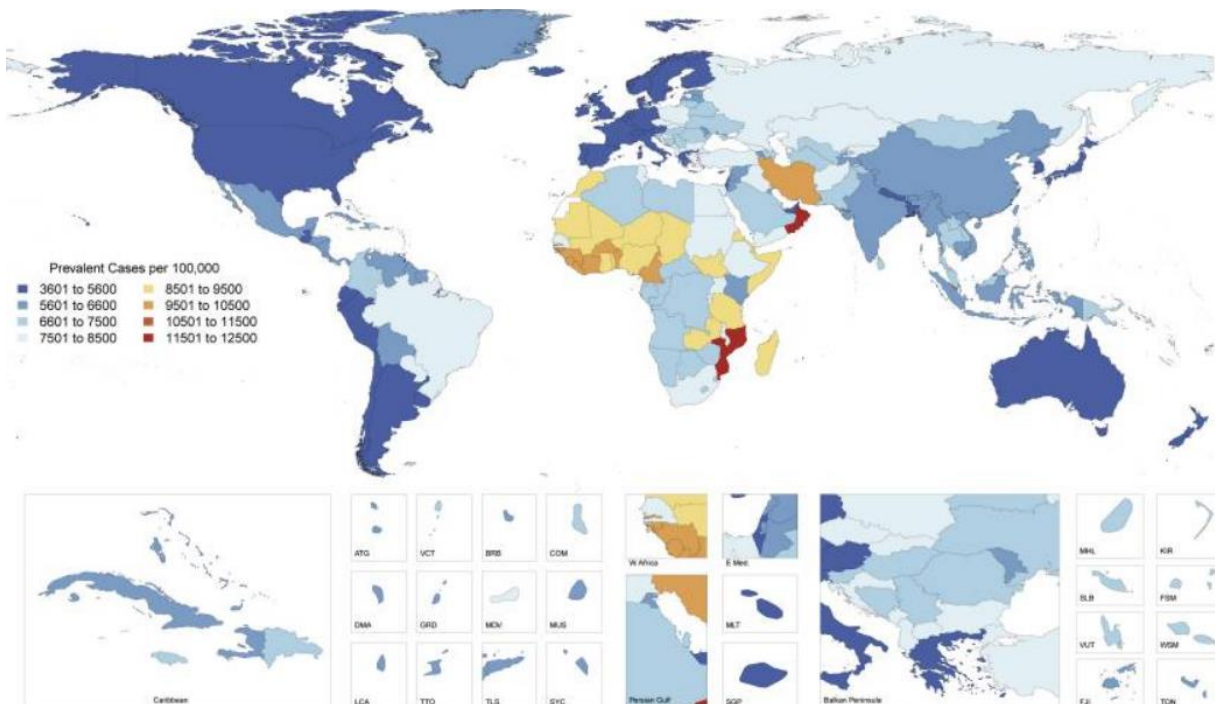 Prevalent Cases per 100,000
3601 to 5600
8501 to 9500
5601 to 6600
9501 to 10500
6601 to 7500
10501 to 11500
7501 to 8500
11501 to 12500
ATG
VCT
BRB
COM
W Africa
E Med.
MHL
KIR
DMA
GRD
MDV
MUS
MLT
SLB
FSM
VUT
WSM
Caribbean
LCA
TTO
TLS
SYC
Persian Gulf
SGP
Balkan Peninsula
FJI
TON